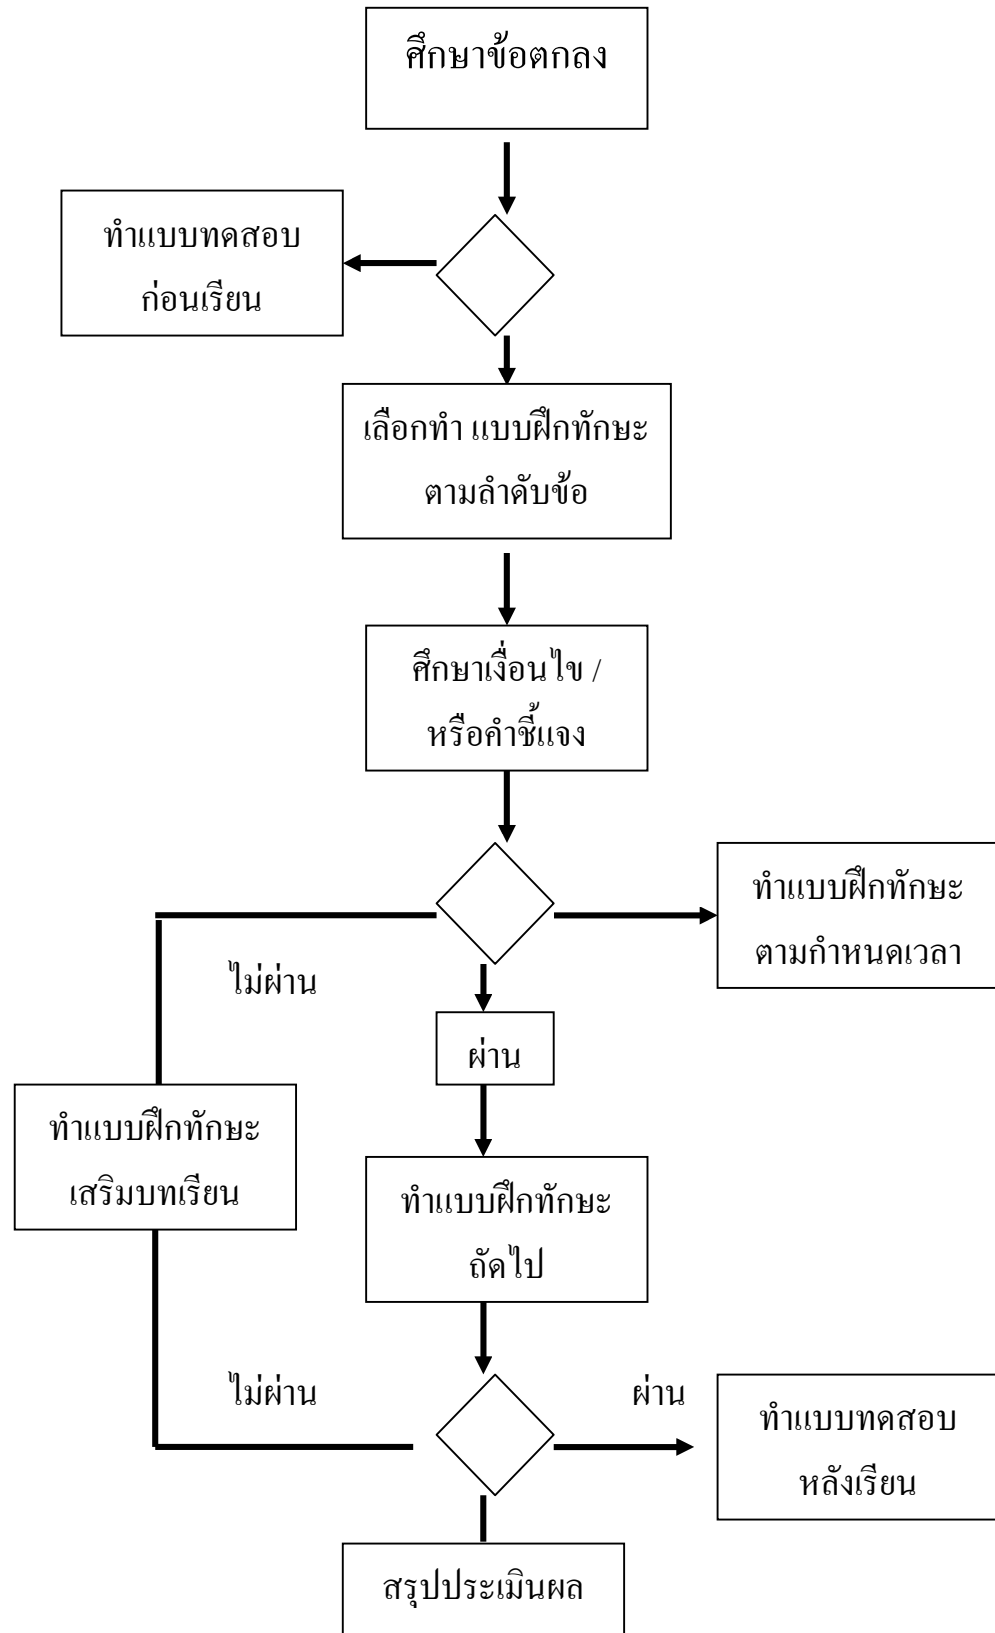 ศึกษาข้อตกลง
ทำแบบทดสอบ
ก่อนเรียน
เลือกทำ แบบฝึกทักษะ
ตามลำดับข้อ
ศึกษาเงื่อนไข /
หรือคำชี้แจง
ทำแบบฝึกทักษะ
ตามกำหนดเวลา
ไม่ผ่าน
ผ่าน
ทำแบบฝึกทักษะ
เสริมบทเรียน
ทำแบบฝึกทักษะ
ถัดไป
ไม่ผ่าน
ผ่าน
ทำแบบทดสอบ
หลังเรียน
สรุปประเมินผล